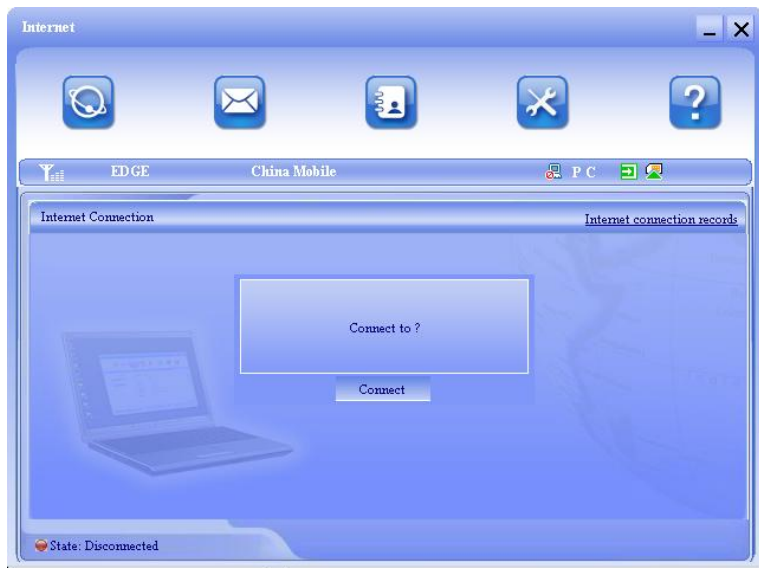 Internet
EDGE China Mobile P C
Internet Connection Internet connection records
Connect to ?
Connect
State: Disconnected